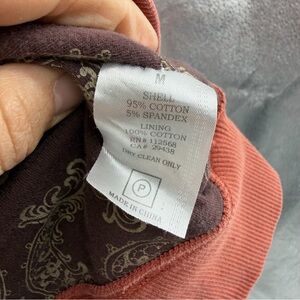 M
SHELL
95% COTTON
5% SPANDEX
LINING
100% COTTON
RN# 112568
CA# 29438
DRY CLEAN ONLY
P
MADE IN CHINA